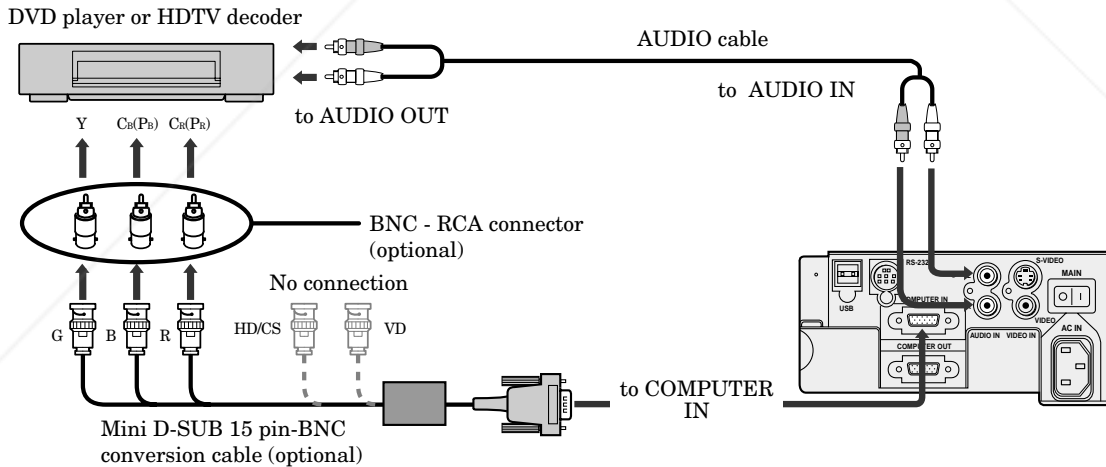 DVD player or HDTV decoder
AUDIO cable
to AUDIO IN
to AUDIO OUT
Y CB(PB) CR(PR)
BNC - RCA connector
(optional)
No connection
G B R HD/CS VD
RS-232
S-VIDEO
MAIN
USB
COMPUTER IN
VIDEO
AUDIO IN VIDEO IN
AC IN
COMPUTER OUT
to COMPUTER
IN
Mini D-SUB 15 pin-BNC
conversion cable (optional)